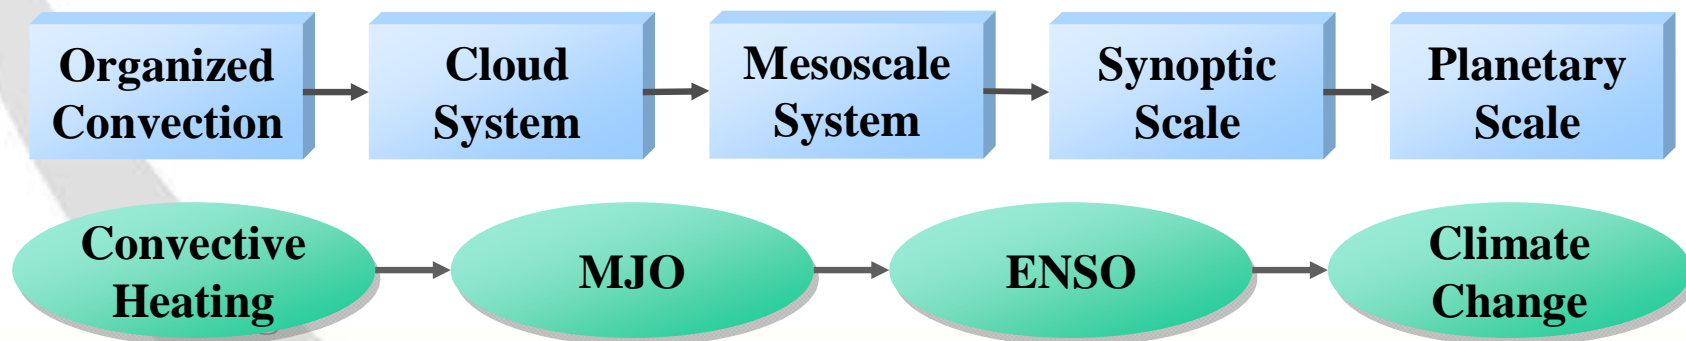 Organized
Convection
Cloud
System
Mesoscale
System
Synoptic
Scale
Planetary
Scale
Convective
Heating
MJO
ENSO
Climate
Change